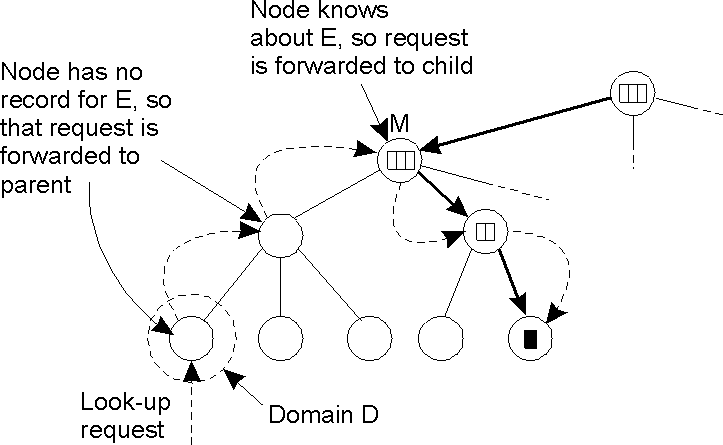 Node knows
about E, so request
is forwarded to child
Node has no
record for E, so
that request is
forwarded to
parent
M
Look-up
request
Domain D